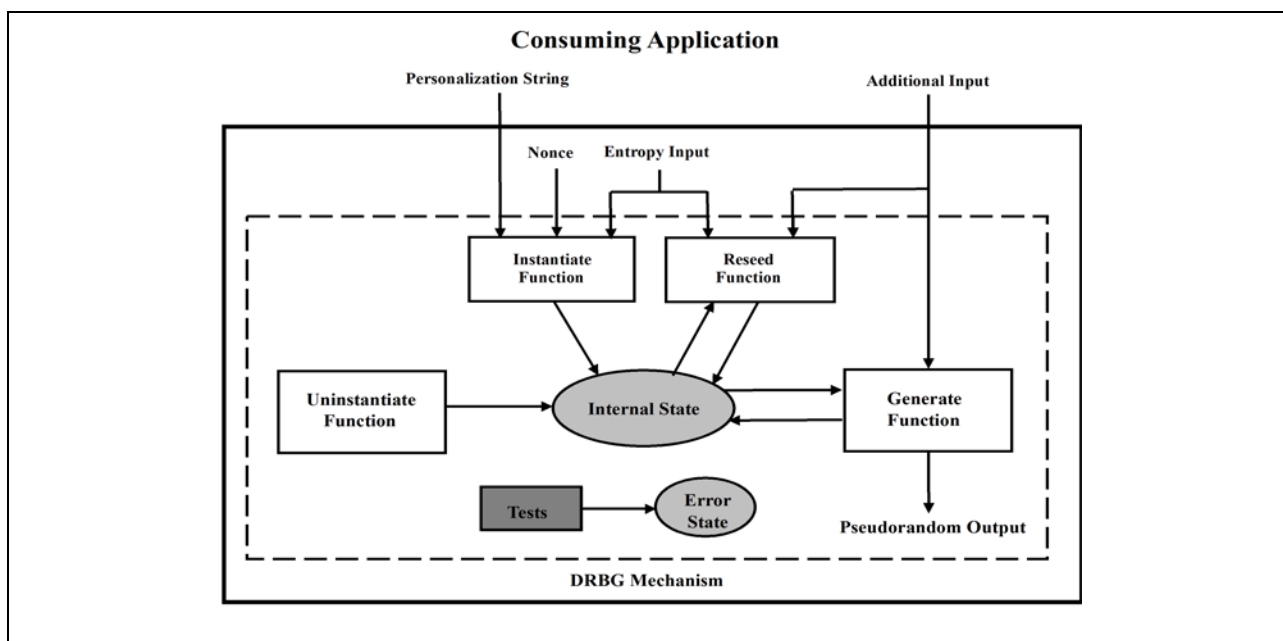 Consuming Application
Personalization String
Additional Input
Nonce
Entropy Input
Instantiate
Function
Reseed
Function
Uninstantiate
Function
Internal State
Generate
Function
Tests
Error
State
Pseudorandom Output
DRBG Mechanism